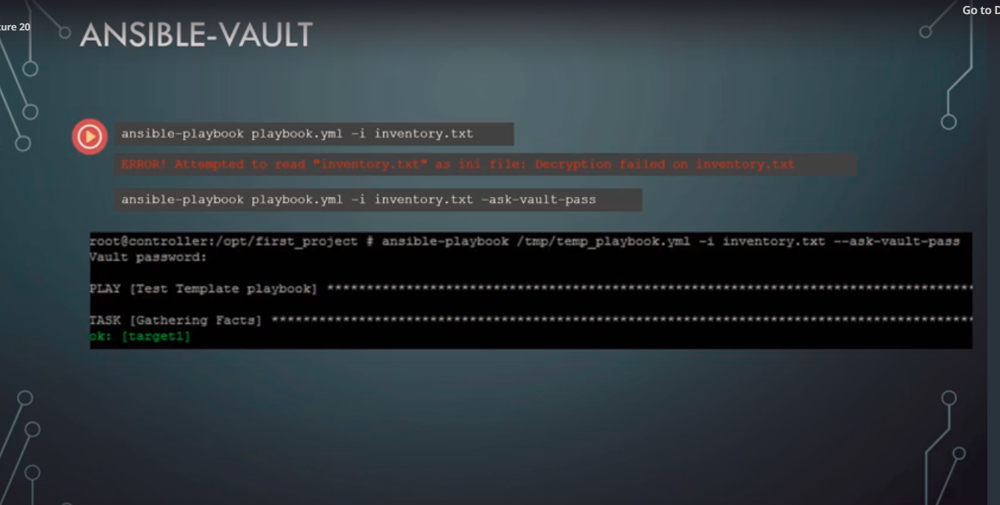 ture 20
Go to D
ANSIBLE-VAULT
ansible-playbook playbook.yml -i inventory.txt
ERROR! Attempted to read "inventory.txt" as ini file: Decryption failed on inventory.txt
ansible-playbook playbook.yml -i inventory.txt -ask-vault-pass
root@controller:/opt/first_project # ansible-playbook /tmp/temp_playbook.yml -i inventory.txt --ask-vault-pass
Vault password:
PLAY [Test Template playbook] **********************************************************************************
TASK [Gathering Facts] *****************************************************************************************
ok: [target1]